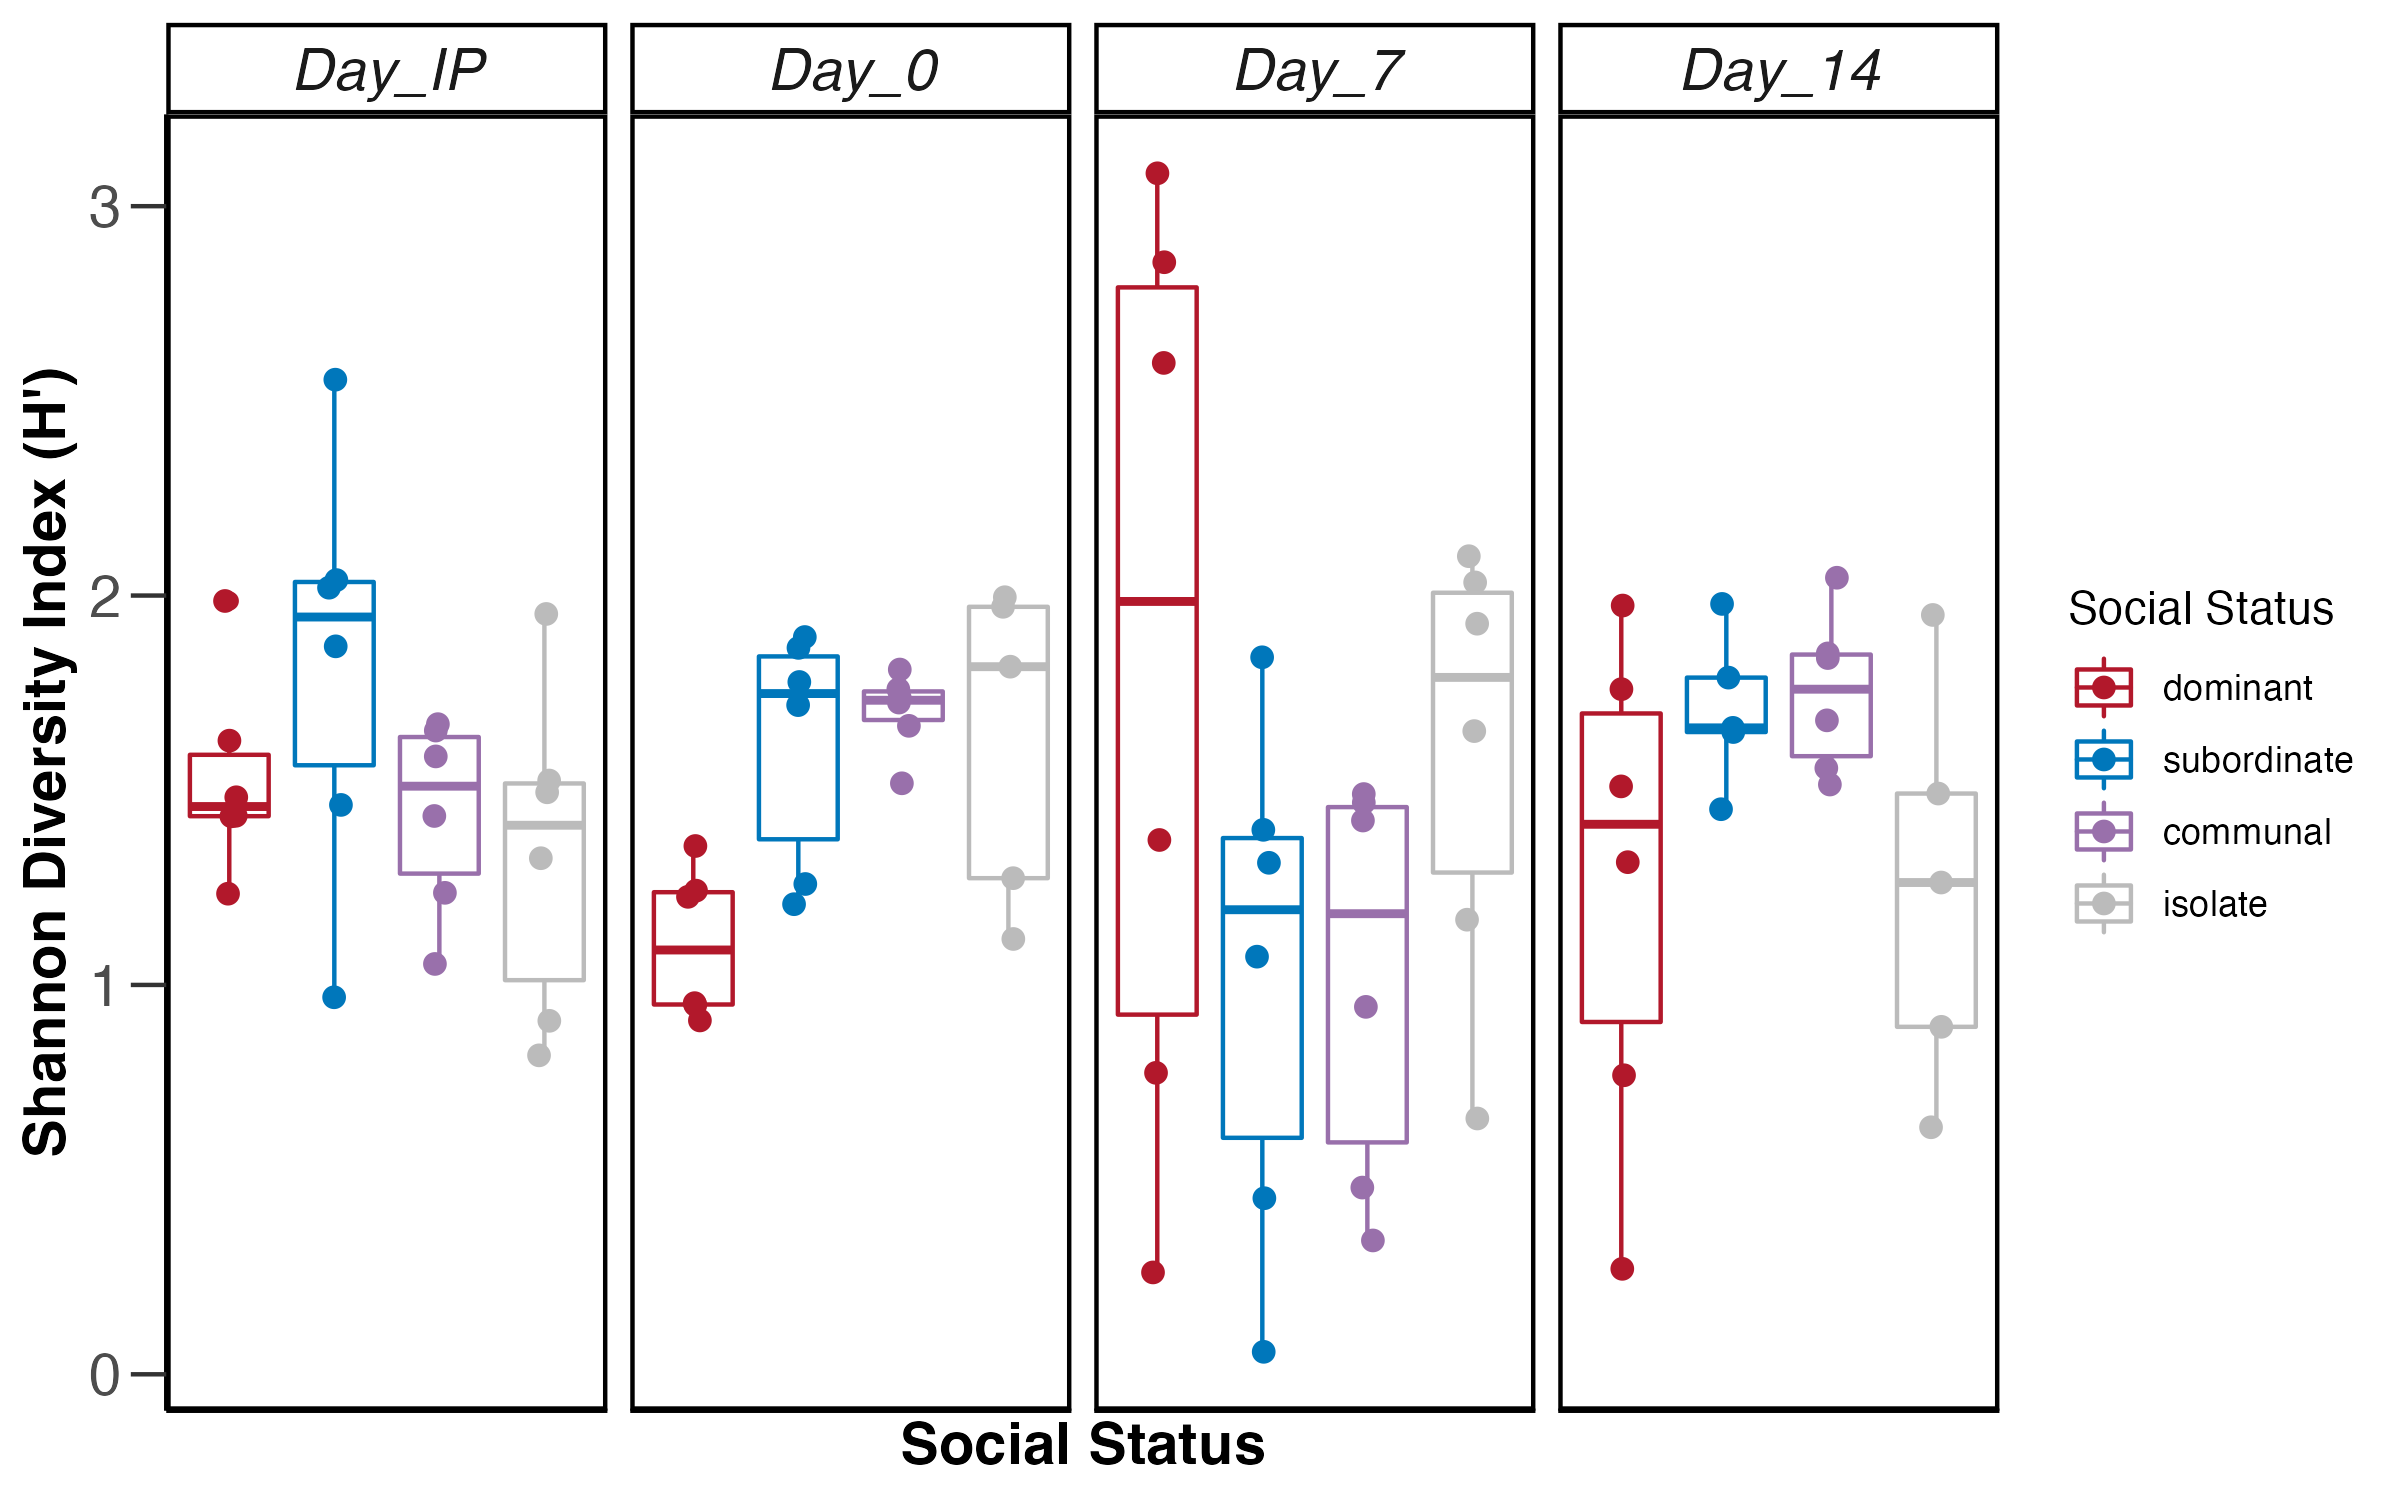 Day_IP
Day_0
Day_7
Day_14
Shannon Diversity Index (H')
3
2
1
0
Social Status
Social Status
dominant
subordinate
communal
isolate